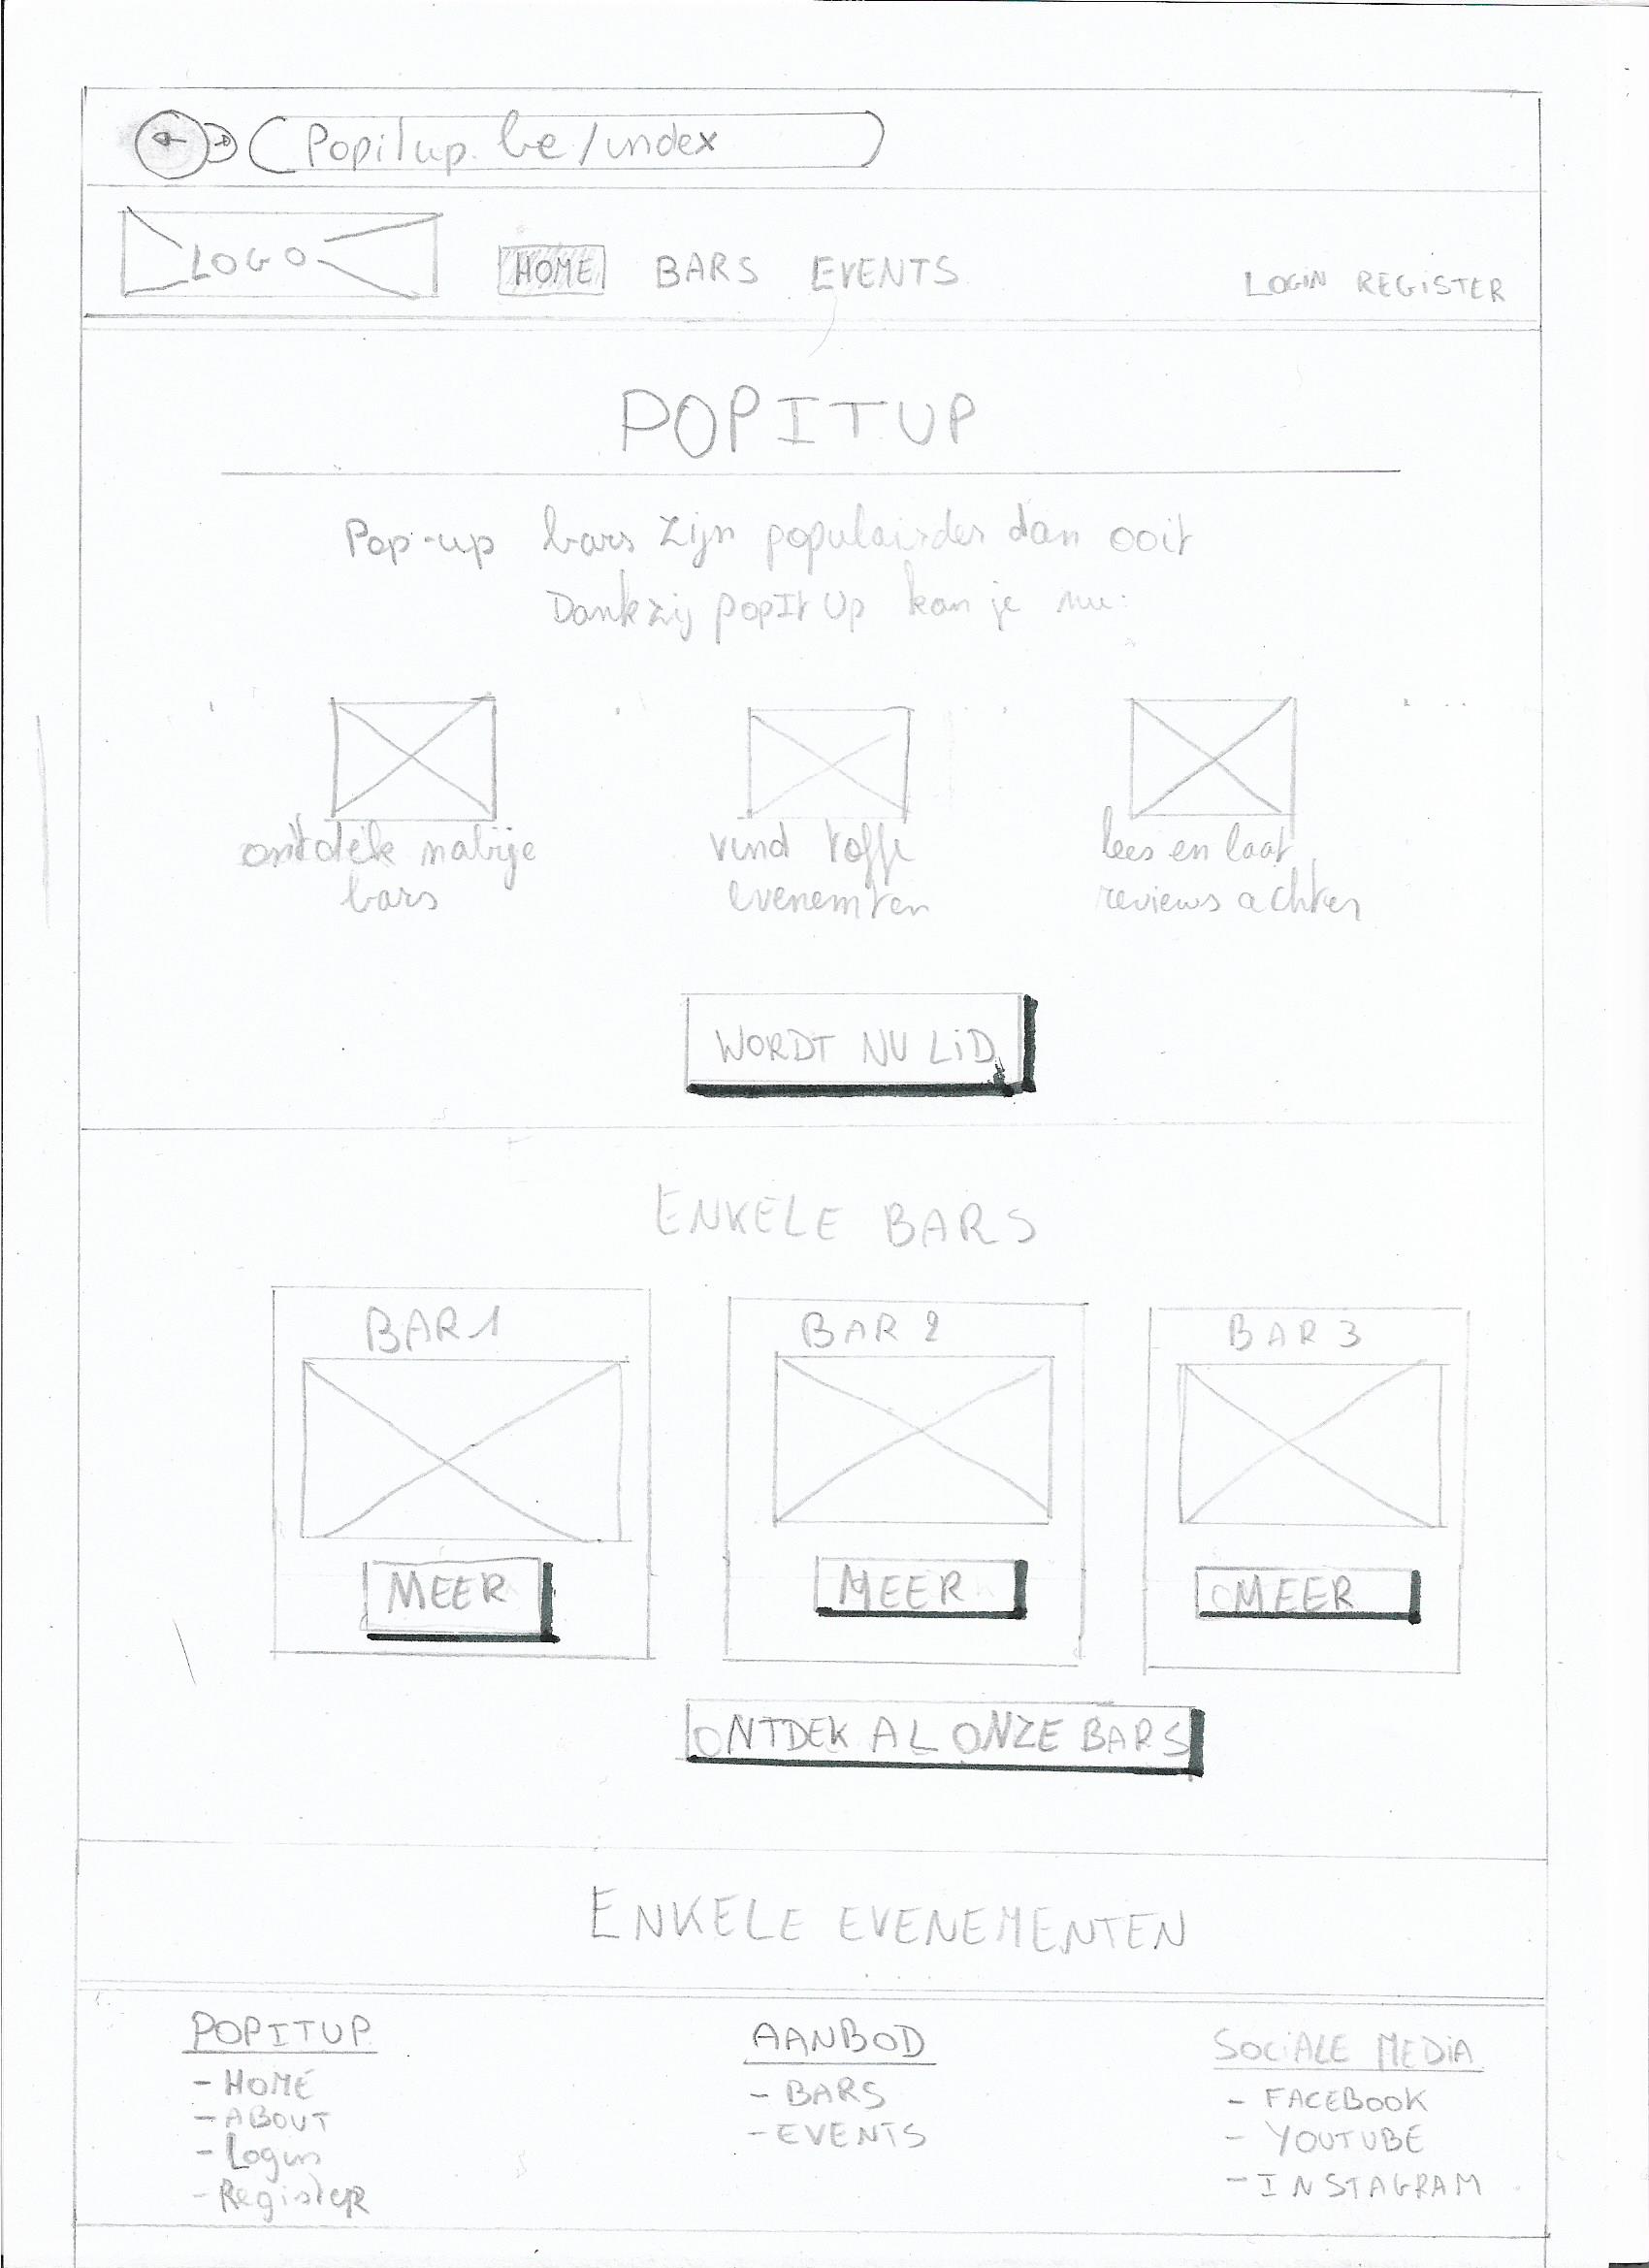 Popitup.be/index
LOGO HOME BARS EVENTS LOGIN REGISTER
POPITUP
Pop-up bars zijn populairder dan ooit
Dankzij PopItUp kan je nu:
ontdek nabije bars
vind toffe evenemten
lees en laat reviews achter
WORDT NU LID
ENKELE BARS
BAR 1
BAR 2
BAR 3
MEER
MEER
MEER
ONTDEK AL ONZE BARS
ENKELE EVENEMENTEN
POPITUP
- HOME
- ABOUT
- Login
- Register
AANBOD
- BARS
- EVENTS
SOCIALE MEDIA
- FACEBOOK
- YOUTUBE
- INSTAGRAM